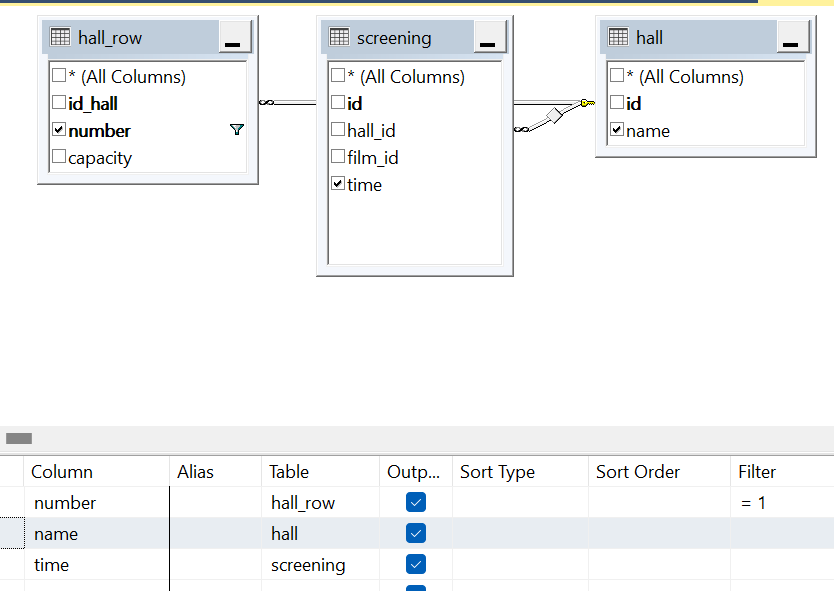 hall_row
* (All Columns)
id_hall
number
capacity
screening
* (All Columns)
id
hall_id
film_id
time
hall
* (All Columns)
id
name
Column Alias Table Outp... Sort Type Sort Order Filter
number hall_row = 1
name hall
time screening